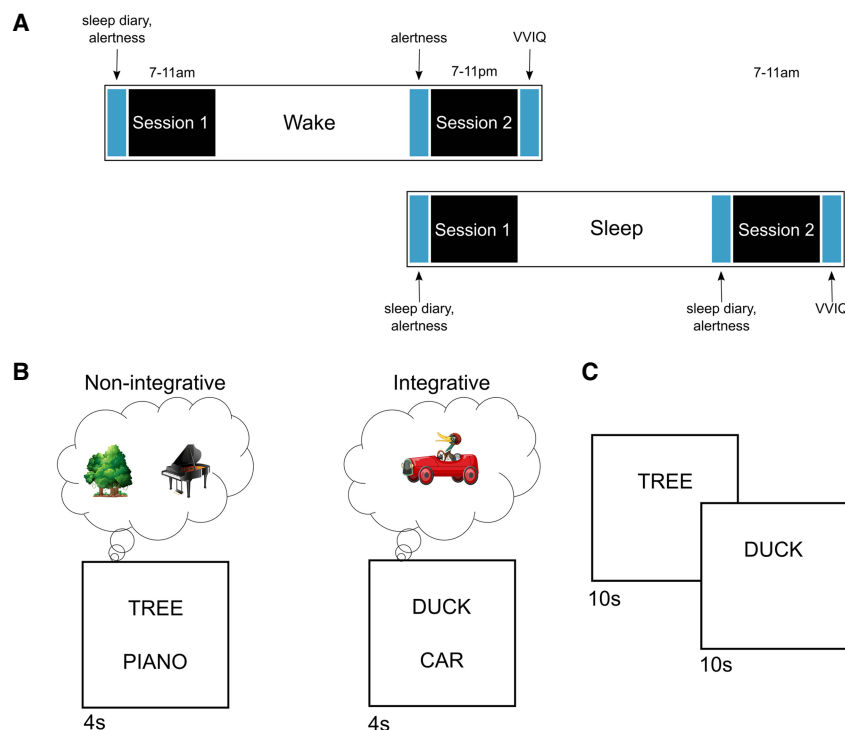 A
sleep diary,
alertness
alertness
VVIQ
7-11am
7-11pm
7-11am
Session 1
Wake
Session 2
Session 1
Sleep
Session 2
sleep diary,
alertness
sleep diary,
alertness
VVIQ
B
Non-integrative
Integrative
TREE
PIANO
4s
DUCK
CAR
4s
C
TREE
10s
DUCK
10s